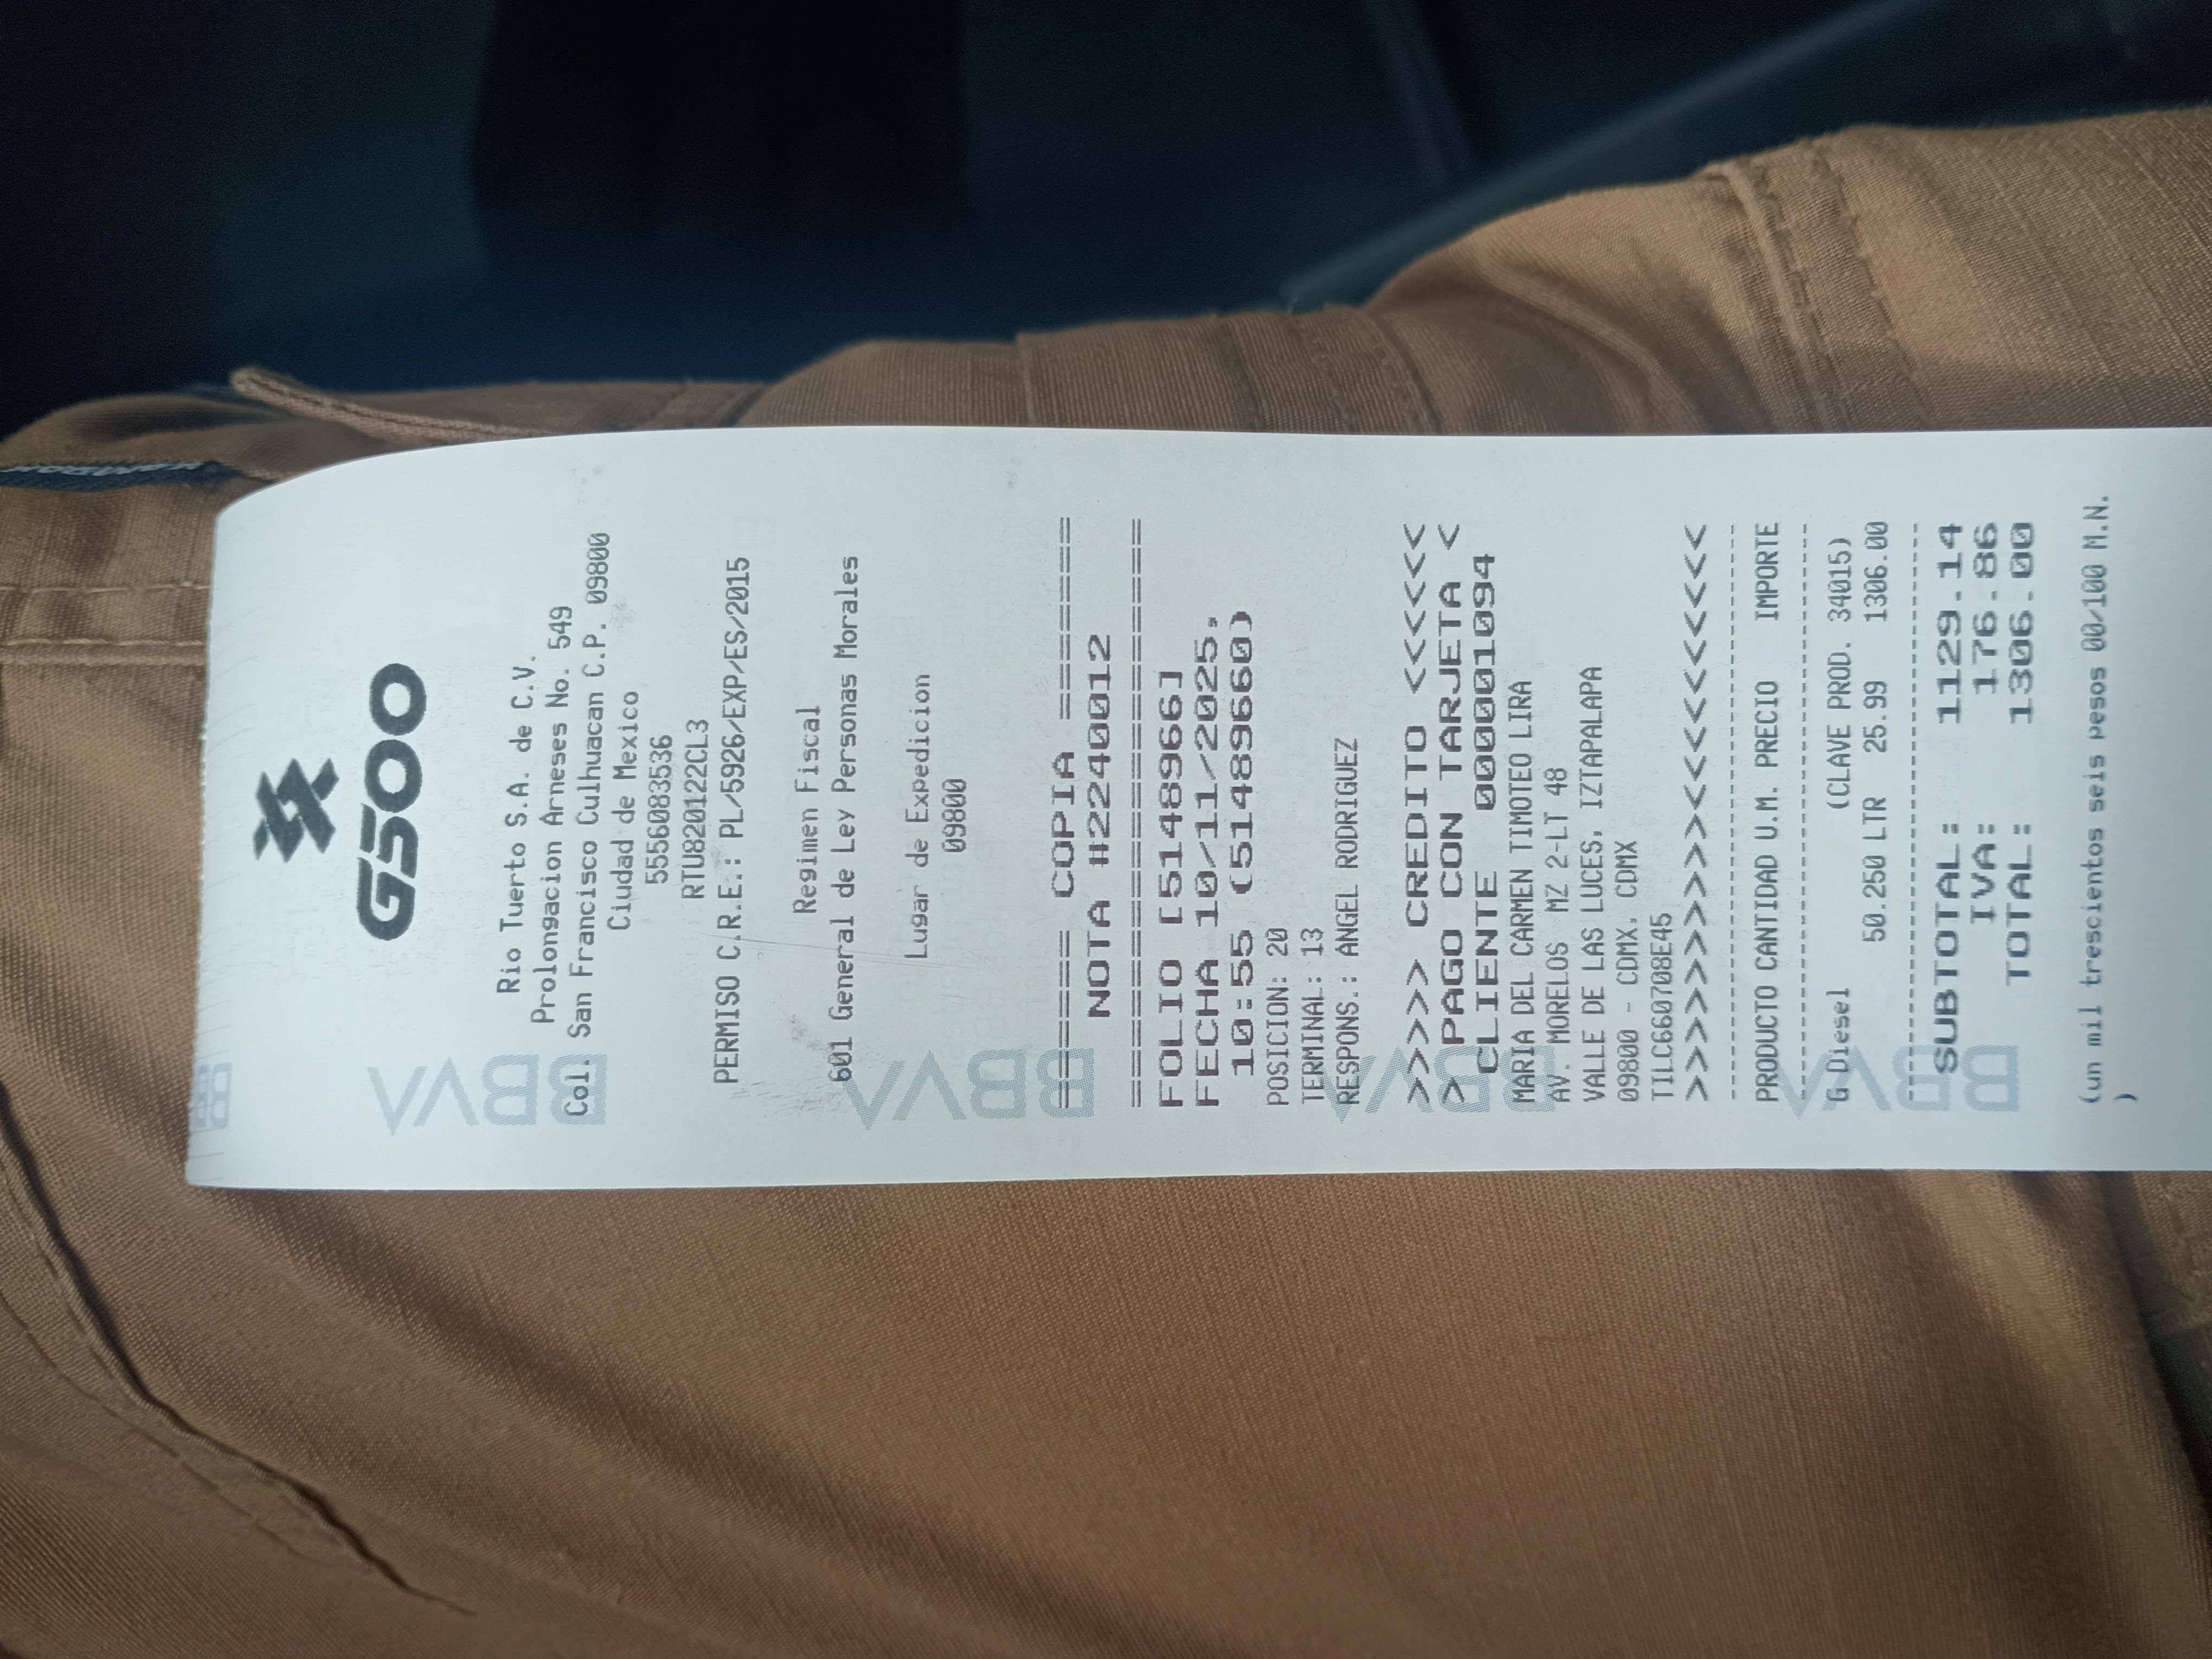 G500
Rio Tuerto S.A. de C.V.
Prolongacion Arneses No. 549
Col. San Francisco Culhuacan C.P. 09800
Ciudad de Mexico
5556083536
RTU820122CL3
PERMISO C.R.E.: PL/5926/EXP/ES/2015
Regimen Fiscal
601 General de Ley Personas Morales
Lugar de Expedicion
09800
====== COPIA ========
NOTA #22400012
=====================
FOLIO [51489661]
FECHA 10/11/2025,
10:55 (514896660)
POSICION: 20
TERMINAL: 13
RESPONS.: ANGEL RODRIGUEZ
>>>>> CREDITO <<<<<<
> PAGO CON TARJETA <
CLIENTE 0000001094
MARIA DEL CARMEN TIMOTEO LIRA
AV. MORELOS MZ 2-LT 48
VALLE DE LAS LUCES, IZTAPALAPA
09800 - CDMX, CDMX
TILC660708E45
>>>>>>>>>><<<<<<<<<<
PRODUCTO CANTIDAD U.M. PRECIO IMPORTE
G Diesel (CLAVE PROD. 34015)
50.250 LTR 25.99 1306.00
SUBTOTAL: 1129.14
IVA: 176.86
TOTAL: 1306.00
(un mil trescientos seis pesos 00/100 M.N.
)
BBVA
BBVA
BBVA
BBVA